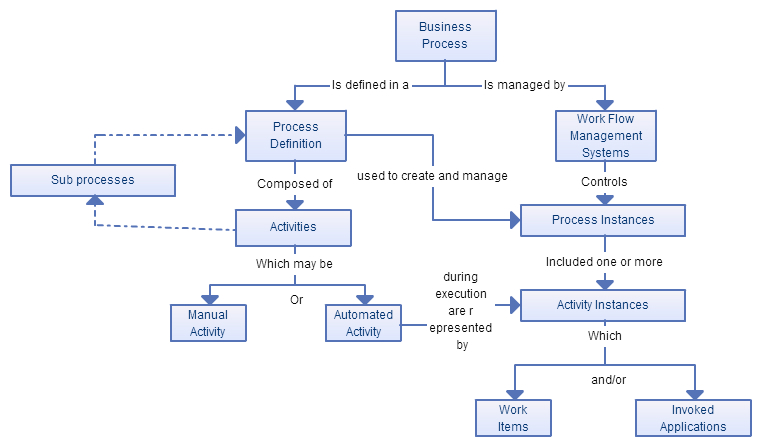 Business
Process
Is defined in a
Is managed by
Process
Definition
Work Flow
Management
Systems
Sub processes
Composed of
used to create and manage
Controls
Activities
Process Instances
Which may be
Included one or more
Or
during
execution
are r
epresented
by
Manual
Activity
Automated
Activity
Activity Instances
Which
and/or
Work
Items
Invoked
Applications